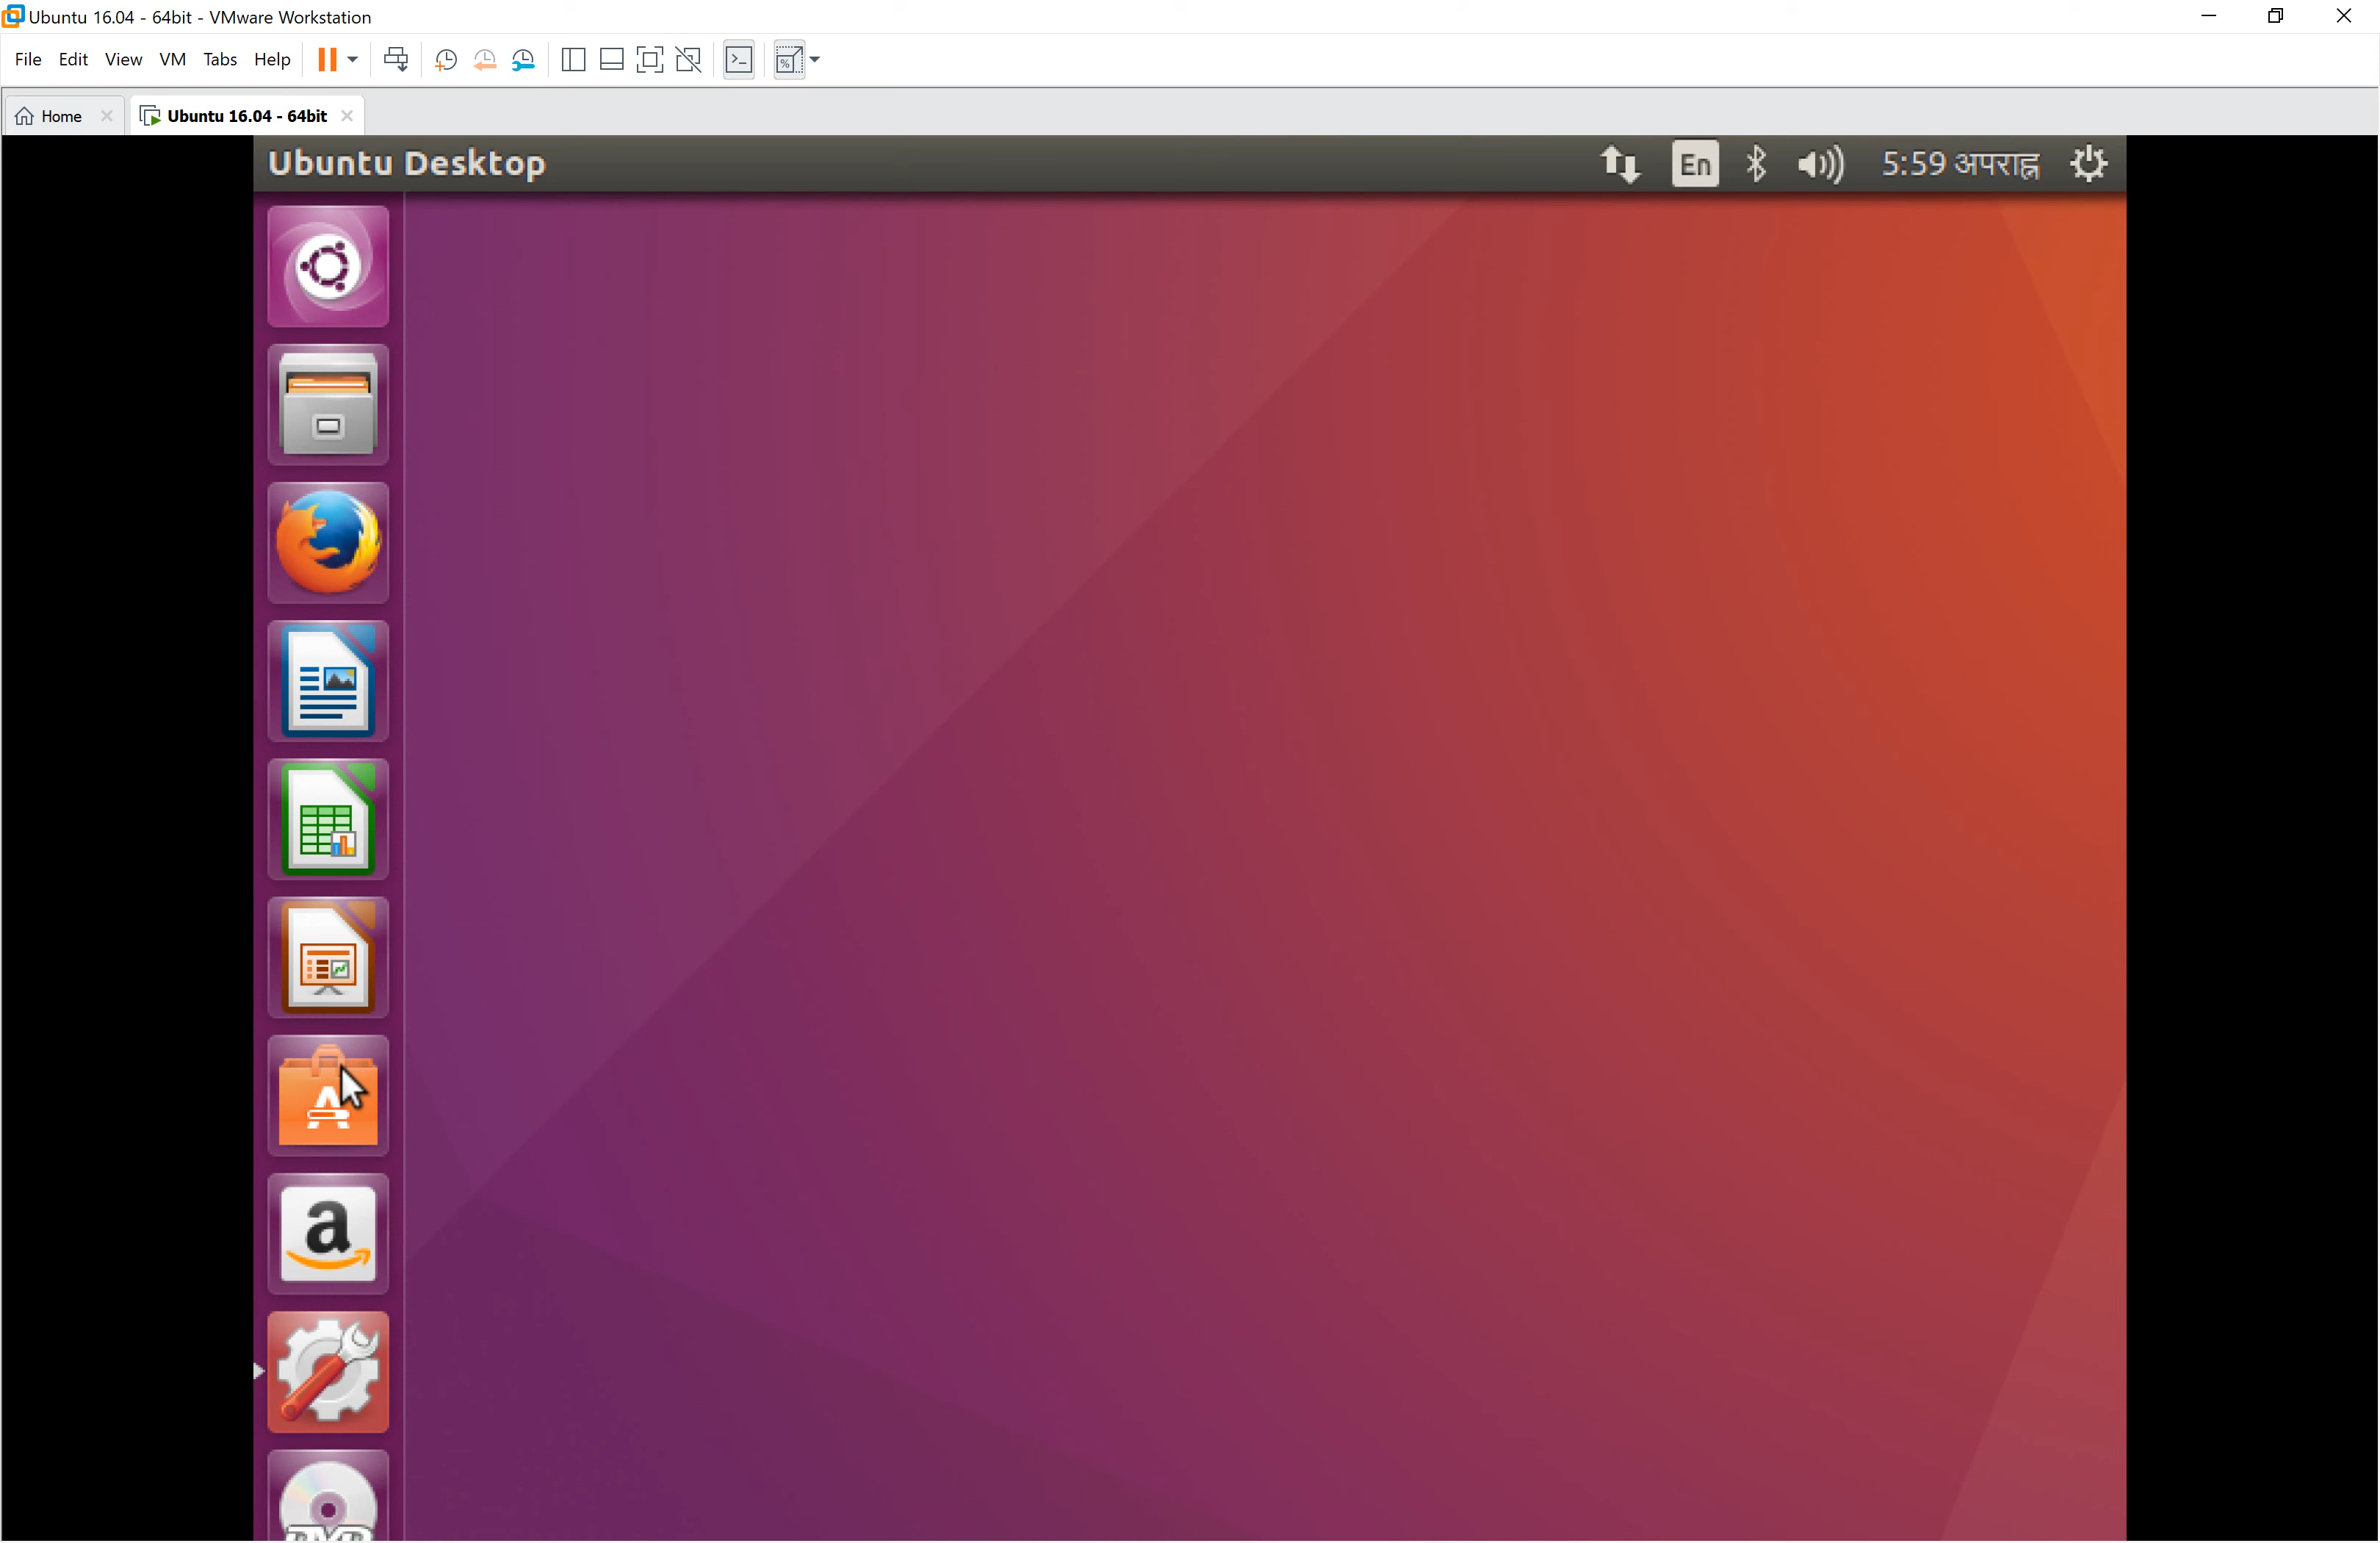 Ubuntu 16.04 - 64bit - VMware Workstation
File Edit View VM Tabs Help
Home Ubuntu 16.04 - 64bit
Ubuntu Desktop En 5:59 अपराह्न
A
a